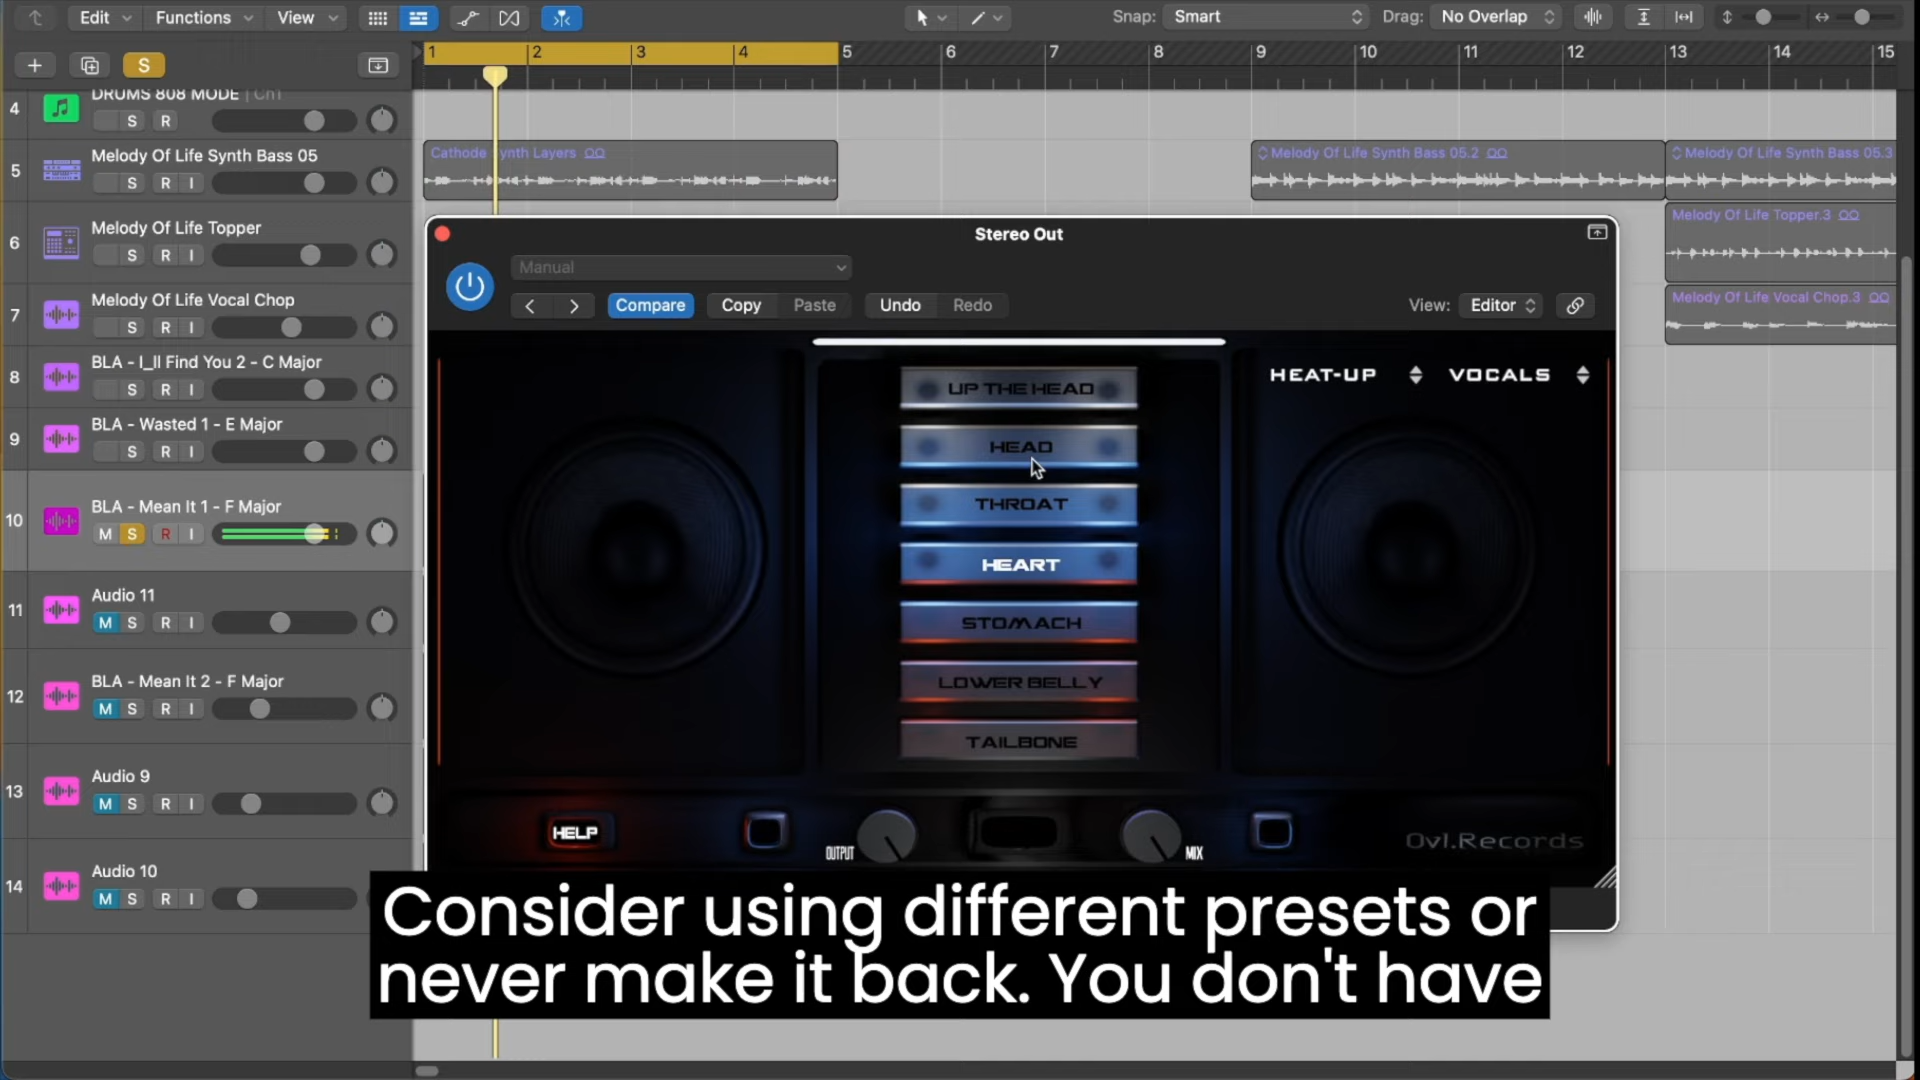 Edit
Functions
View
Snap:
Smart
Drag:
No Overlap
S
1
2
3
4
5
6
7
8
9
10
11
12
13
14
15
4
DRUMS 808 MODE | Ch1
S R
5
Melody Of Life Synth Bass 05
S R I
Cathode Synth Layers
Melody Of Life Synth Bass 05.2
Melody Of Life Synth Bass 05.3
6
Melody Of Life Topper
S R I
Melody Of Life Topper.3
7
Melody Of Life Vocal Chop
S R I
Melody Of Life Vocal Chop.3
8
BLA - I_ll Find You 2 - C Major
S R I
9
BLA - Wasted 1 - E Major
S R I
10
BLA - Mean It 1 - F Major
M S R I
11
Audio 11
M S R I
12
BLA - Mean It 2 - F Major
M S R I
13
Audio 9
M S R I
14
Audio 10
M S R I
Stereo Out
Manual
Compare
Copy
Paste
Undo
Redo
View:
Editor
HEAT-UP
VOCALS
UP THE HEAD
HEAD
THROAT
HEART
STOMACH
LOWER BELLY
TAILBONE
HELP
OUTPUT
MIX
Ovl.Records
Consider using different presets or
never make it back. You don't have